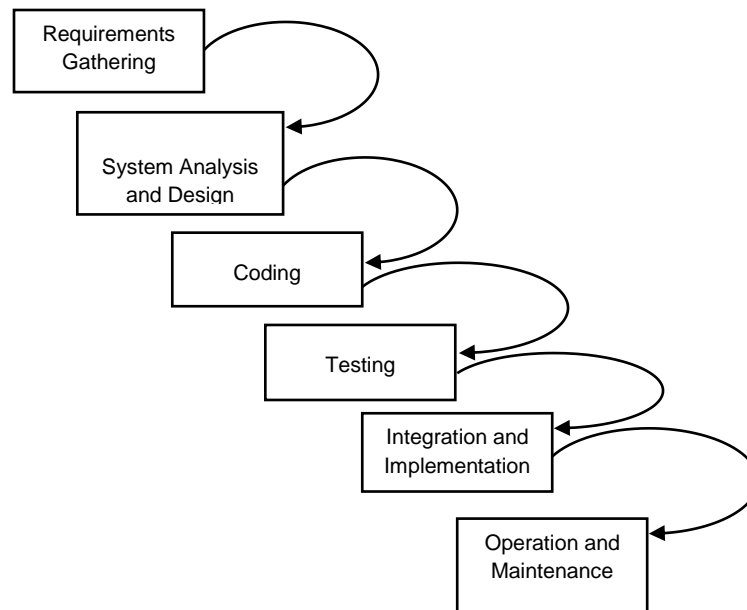 Requirements
Gathering
System Analysis
and Design
Coding
Testing
Integration and
Implementation
Operation and
Maintenance